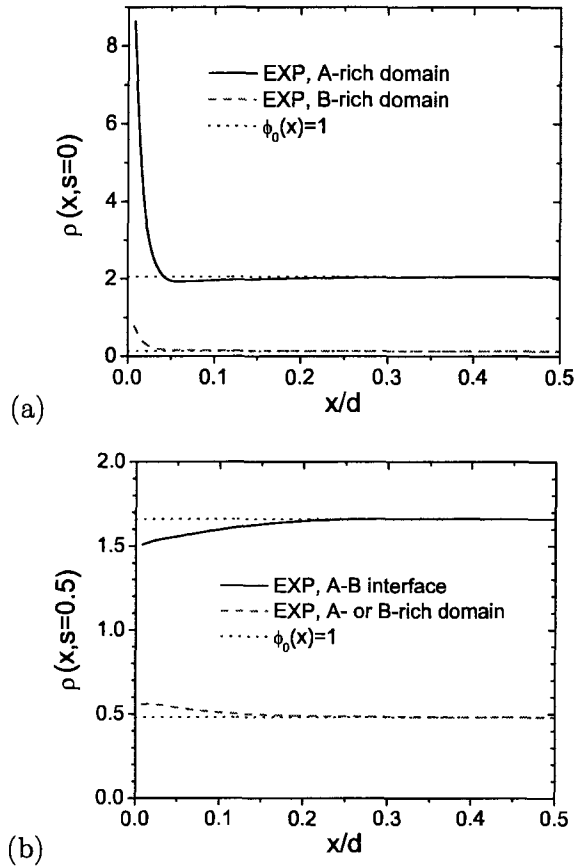 8
6
4
2
0
ρ (x,s=0)
EXP, A-rich domain
EXP, B-rich domain
ϕ₀(x)=1
0.0 0.1 0.2 0.3 0.4 0.5
x/d
(a)
2.0
1.5
1.0
0.5
0.0
ρ (x,s=0.5)
EXP, A-B interface
EXP, A- or B-rich domain
ϕ₀(x)=1
0.0 0.1 0.2 0.3 0.4 0.5
x/d
(b)